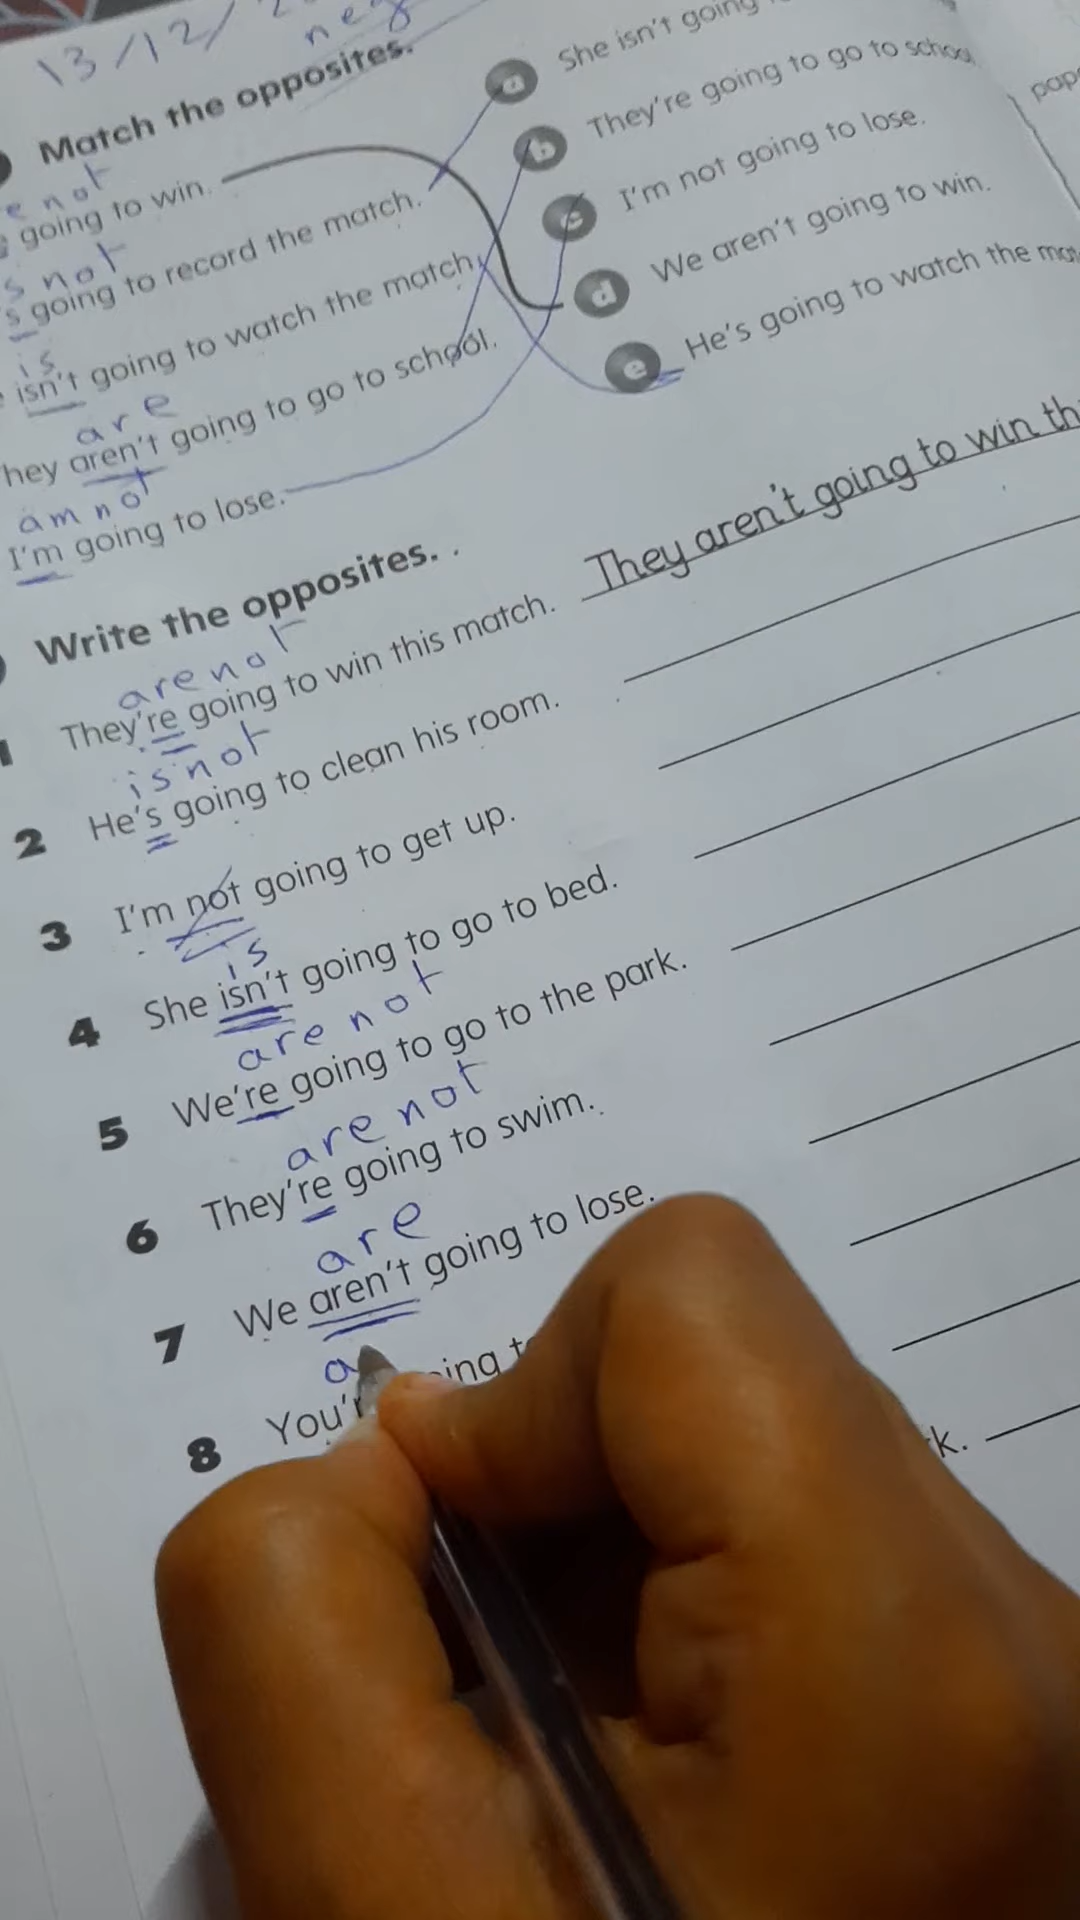 13/12/
neg
Match the opposites.
e not
going to win.
s not
's going to record the match.
is
isn't going to watch the match.
are
hey aren't going to go to school.
am not
I'm going to lose.
a She isn't going
b They're going to go to school
c I'm not going to lose.
d We aren't going to win.
e He's going to watch the mat
pap
Write the opposites.
are not
1 They're going to win this match. They aren't going to win th
is not
2 He's going to clean his room.
3 I'm not going to get up.
is
4 She isn't going to go to bed.
are not
5 We're going to go to the park.
are not
6 They're going to swim.
are
7 We aren't going to lose.
a
8 You'r ing t
k.